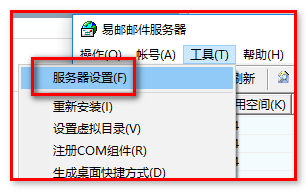 易邮邮件服务器
操作(O) 帐号(A) 工具(T) 帮助(H)
服务器设置(F)
刷新
重新安装(I)
用空间(K)
设置虚拟目录(V)
注册COM组件(R)
生成桌面快捷方式(D)